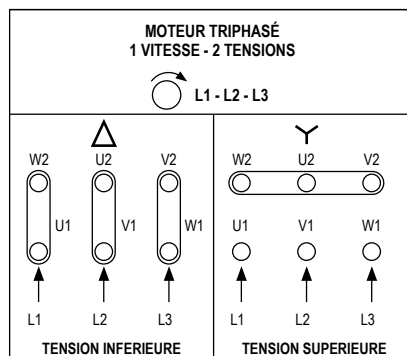 MOTEUR TRIPHASÉ
1 VITESSE - 2 TENSIONS
L1 - L2 - L3
W2 U2 V2
U1 V1 W1
L1 L2 L3
TENSION INFERIEURE
W2 U2 V2
U1 V1 W1
L1 L2 L3
TENSION SUPERIEURE